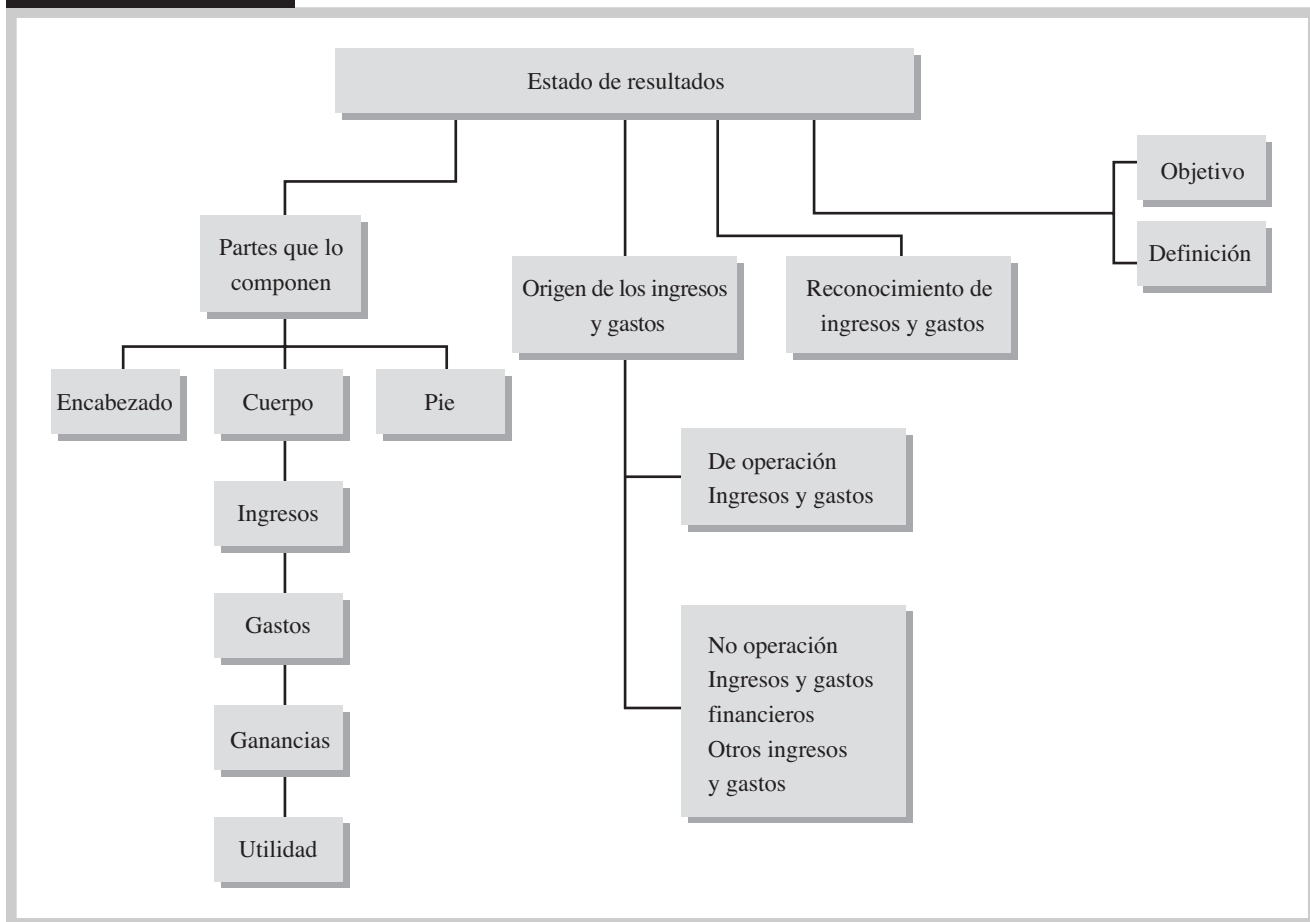 Estado de resultados
Objetivo
Definición
Partes que lo
componen
Origen de los ingresos
y gastos
Reconocimiento de
ingresos y gastos
Encabezado
Cuerpo
Pie
Ingresos
Gastos
Ganancias
Utilidad
De operación
Ingresos y gastos
No operación
Ingresos y gastos
financieros
Otros ingresos
y gastos